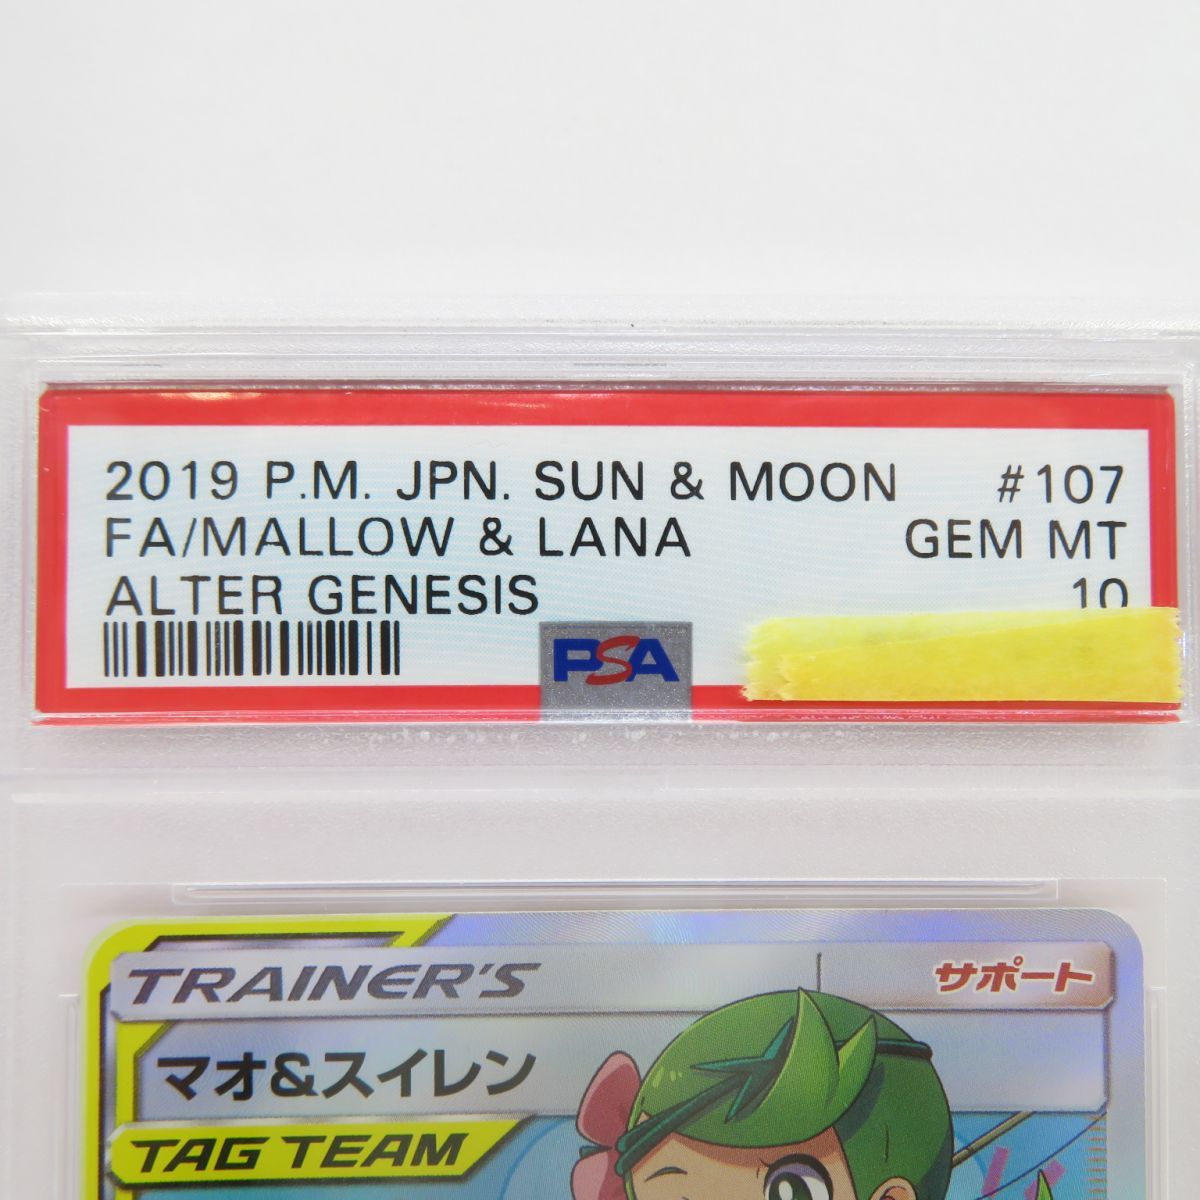 2019 P.M. JPN. SUN & MOON #107
FA/MALLOW & LANA GEM MT
ALTER GENESIS 10
PSA
TRAINER'S サポート
マオ&スイレン
TAG TEAM